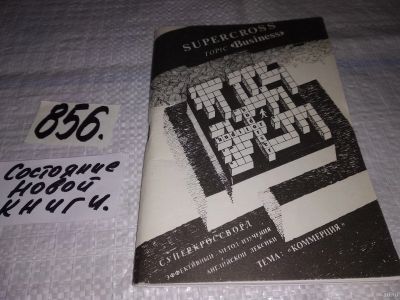 856.
Состояние
новой
книги.
SUPERCROSS
TOPIC «Business»
СУПЕРКРОССВОРД
ЭФФЕКТИВНЫЙ МЕТОД ИЗУЧЕНИЯ
АНГЛИЙСКОЙ ЛЕКСИКИ
ТЕМА: «КОММЕРЦИЯ»